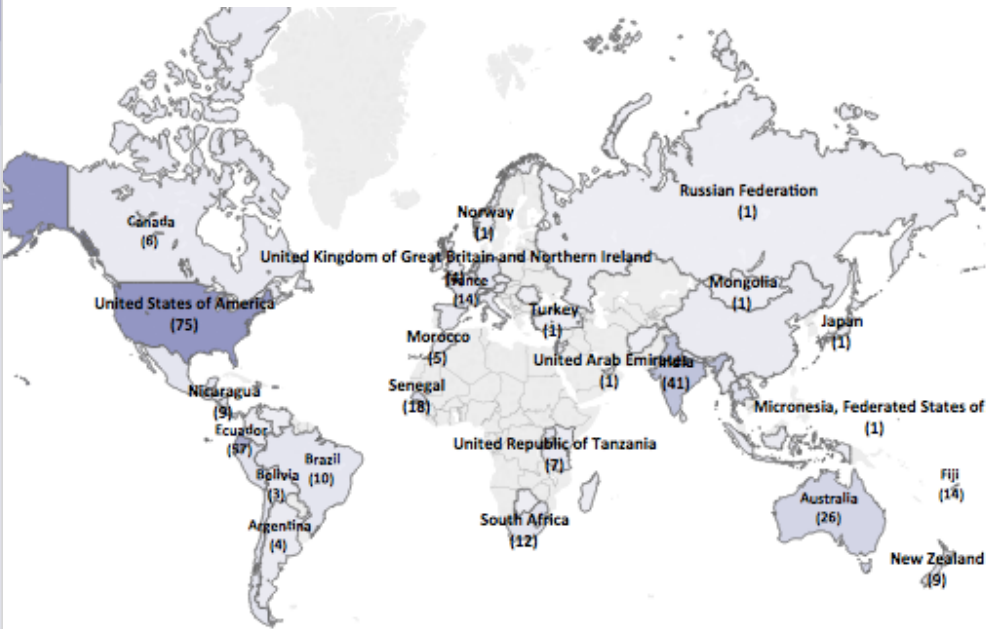 Russian Federation
(1)
Norway
(1)
Canada
(6)
United Kingdom of Great Britain and Northern Ireland
France
(14)
Mongolia
(1)
United States of America
(75)
Turkey
(1)
Japan
(1)
Morocco
(5)
United Arab Emirates
(1)
India
(41)
Senegal
(18)
Nicaragua
(9)
Micronesia, Federated States of
(1)
Ecuador
(57)
United Republic of Tanzania
(7)
Brazil
(10)
Bolivia
(3)
Fiji
(14)
Australia
(26)
South Africa
(12)
Argentina
(4)
New Zealand
(9)